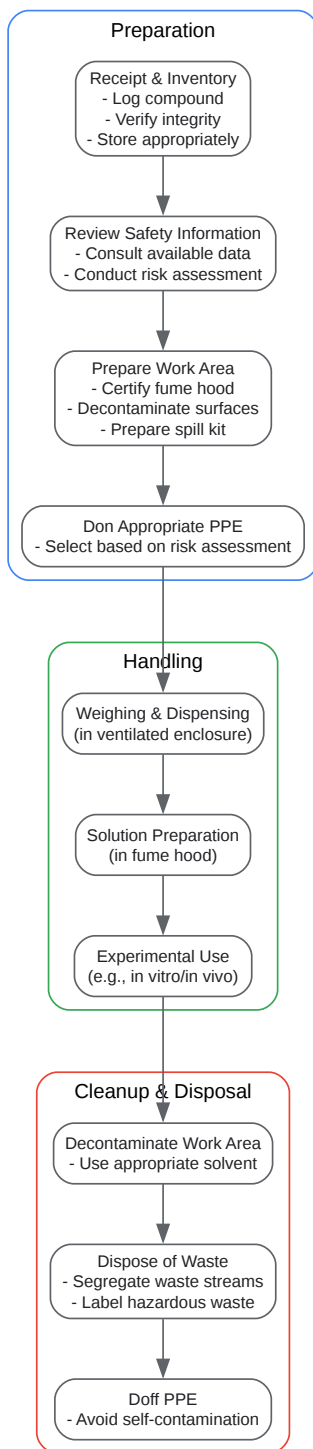 Preparation
Receipt & Inventory
- Log compound
- Verify integrity
- Store appropriately
Review Safety Information
- Consult available data
- Conduct risk assessment
Prepare Work Area
- Certify fume hood
- Decontaminate surfaces
- Prepare spill kit
Don Appropriate PPE
- Select based on risk assessment
Handling
Weighing & Dispensing
(in ventilated enclosure)
Solution Preparation
(in fume hood)
Experimental Use
(e.g., in vitro/in vivo)
Cleanup & Disposal
Decontaminate Work Area
- Use appropriate solvent
Dispose of Waste
- Segregate waste streams
- Label hazardous waste
Doff PPE
- Avoid self-contamination